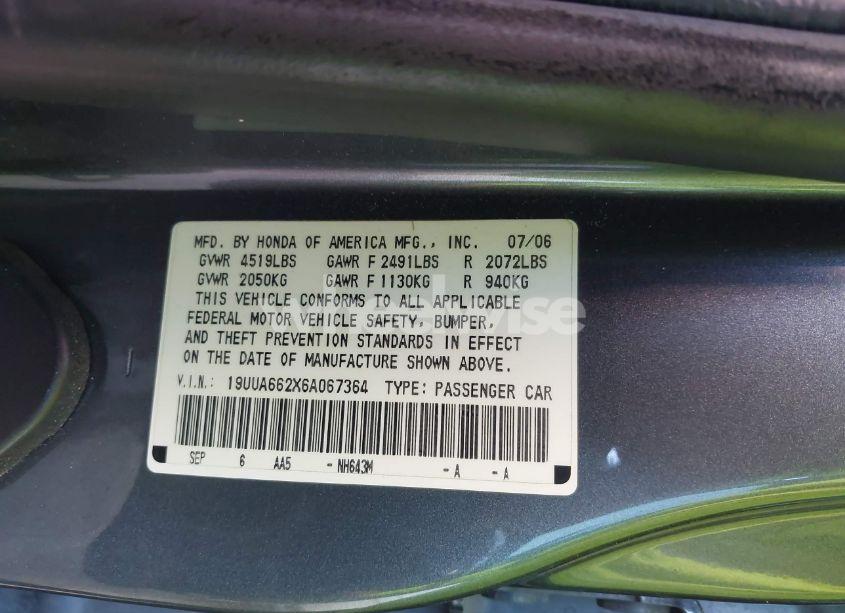 MFD. BY HONDA OF AMERICA MFG., INC. 07/06
GVWR 4519LBS GAWR F 2491LBS R 2072LBS
GVWR 2050KG GAWR F 1130KG R 940KG
THIS VEHICLE CONFORMS TO ALL APPLICABLE
FEDERAL MOTOR VEHICLE SAFETY, BUMPER,
AND THEFT PREVENTION STANDARDS IN EFFECT
ON THE DATE OF MANUFACTURE SHOWN ABOVE.
V.I.N.: 19UUA662X6A067364 TYPE: PASSENGER CAR
SEP 6 AA5 - NH643M - A - A